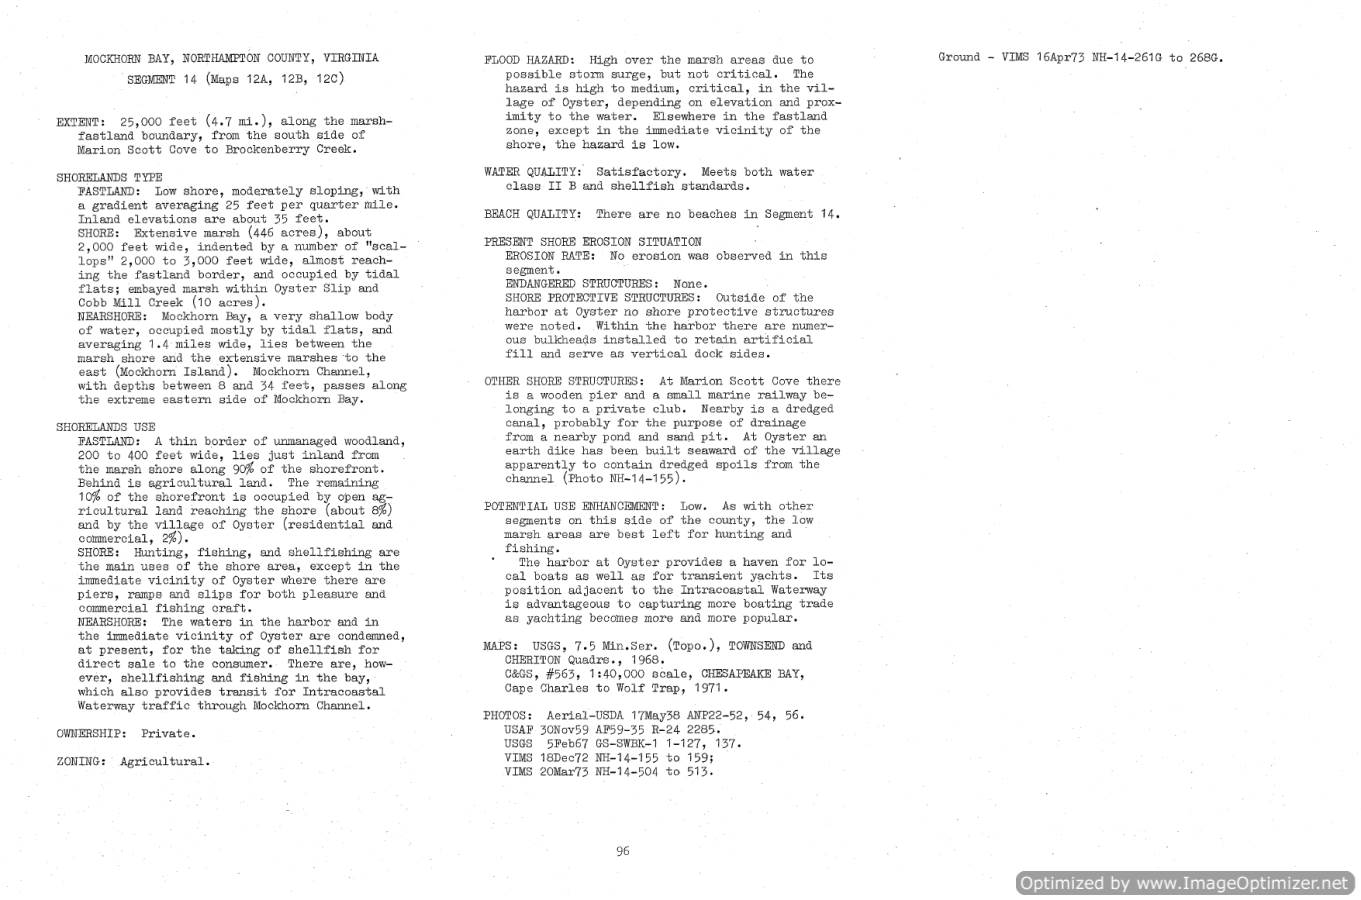 MOCKHORN BAY, NORTHAMPTON COUNTY, VIRGINIA
SEGMENT 14 (Maps 12A, 12B, 12C)
EXTENT: 25,000 feet (4.7 mi.), along the marsh-
fastland boundary, from the south side of
Marion Scott Cove to Brockenberry Creek.
SHORELANDS TYPE
FASTLAND: Low shore, moderately sloping, with
a gradient averaging 25 feet per quarter mile.
Inland elevations are about 35 feet.
SHORE: Extensive marsh (446 acres), about
2,000 feet wide, indented by a number of "scal-
lops" 2,000 to 3,000 feet wide, almost reach-
ing the fastland border, and occupied by tidal
flats; embayed marsh within Oyster Slip and
Cobb Mill Creek (10 acres).
NEARSHORE: Mockhorn Bay, a very shallow body
of water, occupied mostly by tidal flats, and
averaging 1.4 miles wide, lies between the
marsh shore and the extensive marshes to the
east (Mockhorn Island). Mockhorn Channel,
with depths between 8 and 34 feet, passes along
the extreme eastern side of Mockhorn Bay.
SHORELANDS USE
FASTLAND: A thin border of unmanaged woodland,
200 to 400 feet wide, lies just inland from
the marsh shore along 90% of the shorefront.
Behind is agricultural land. The remaining
10% of the shorefront is occupied by open ag-
ricultural land reaching the shore (about 8%)
and by the village of Oyster (residential and
commercial, 2%).
SHORE: Hunting, fishing, and shellfishing are
the main uses of the shore area, except in the
immediate vicinity of Oyster where there are
piers, ramps and slips for both pleasure and
commercial fishing craft.
NEARSHORE: The waters in the harbor and in
the immediate vicinity of Oyster are condemned,
at present, for the taking of shellfish for
direct sale to the consumer. There are, how-
ever, shellfishing and fishing in the bay,
which also provides transit for Intracoastal
Waterway traffic through Mockhorn Channel.
OWNERSHIP: Private.
ZONING: Agricultural.
FLOOD HAZARD: High over the marsh areas due to
possible storm surge, but not critical. The
hazard is high to medium, critical, in the vil-
lage of Oyster, depending on elevation and prox-
imity to the water. Elsewhere in the fastland
zone, except in the immediate vicinity of the
shore, the hazard is low.
WATER QUALITY: Satisfactory. Meets both water
class II B and shellfish standards.
BEACH QUALITY: There are no beaches in Segment 14.
PRESENT SHORE EROSION SITUATION
EROSION RATE: No erosion was observed in this
segment.
ENDANGERED STRUCTURES: None.
SHORE PROTECTIVE STRUCTURES: Outside of the
harbor at Oyster no shore protective structures
were noted. Within the harbor there are numer-
ous bulkheads installed to retain artificial
fill and serve as vertical dock sides.
OTHER SHORE STRUCTURES: At Marion Scott Cove there
is a wooden pier and a small marine railway be-
longing to a private club. Nearby is a dredged
canal, probably for the purpose of drainage
from a nearby pond and sand pit. At Oyster an
earth dike has been built seaward of the village
apparently to contain dredged spoils from the
channel (Photo NH-14-155).
POTENTIAL USE ENHANCEMENT: Low. As with other
segments on this side of the county, the low
marsh areas are best left for hunting and
fishing.
The harbor at Oyster provides a haven for lo-
cal boats as well as for transient yachts. Its
position adjacent to the Intracoastal Waterway
is advantageous to capturing more boating trade
as yachting becomes more and more popular.
MAPS: USGS, 7.5 Min.Ser. (Topo.), TOWNSEND and
CHERITON Quadrs., 1968.
C&GS, #563, 1:40,000 scale, CHESAPEAKE BAY,
Cape Charles to Wolf Trap, 1971.
PHOTOS: Aerial-USDA 17May38 ANP22-52, 54, 56.
USAF 30Nov59 AF59-35 R-24 2285.
USGS 5Feb67 GS-SWBK-1 1-127, 137.
VIMS 18Dec72 NH-14-155 to 159;
VIMS 20Mar73 NH-14-504 to 513.
Ground - VIMS 16Apr73 NH-14-261G to 268G.
96
Optimized by www.ImageOptimizer.net